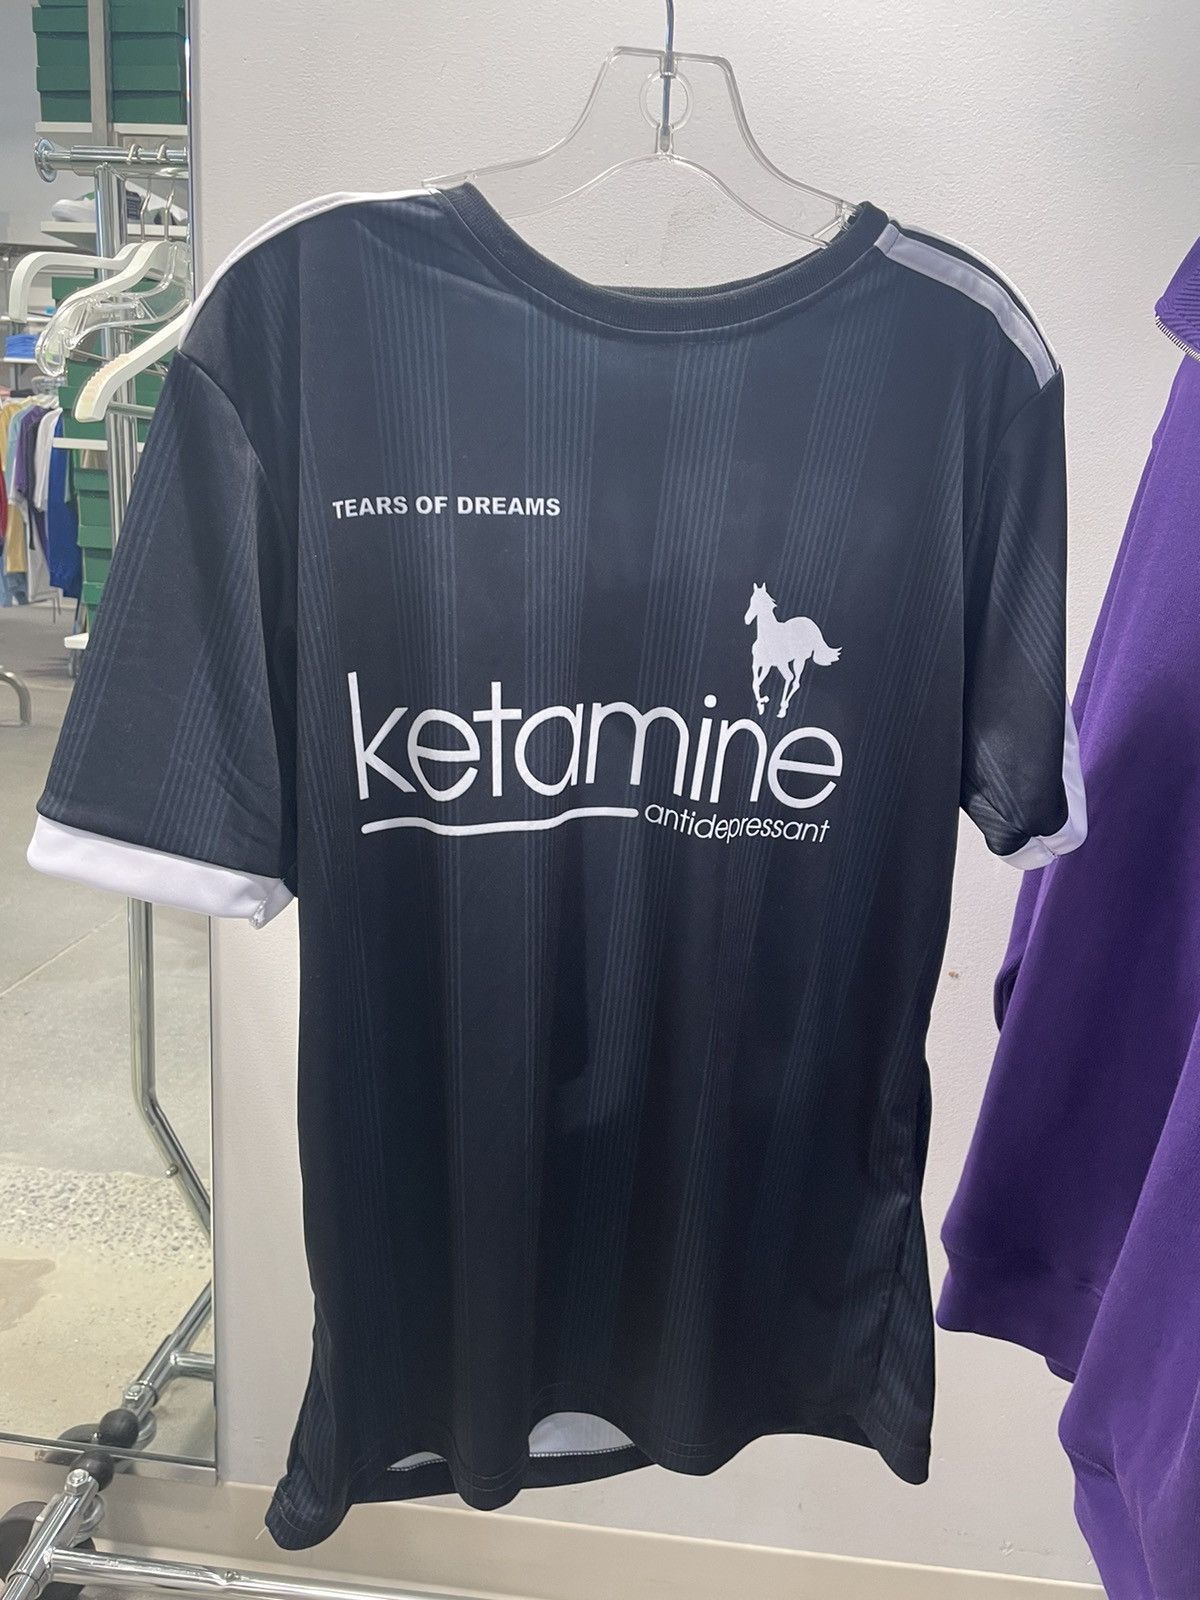 TEARS OF DREAMS
ketamine
antidepressant